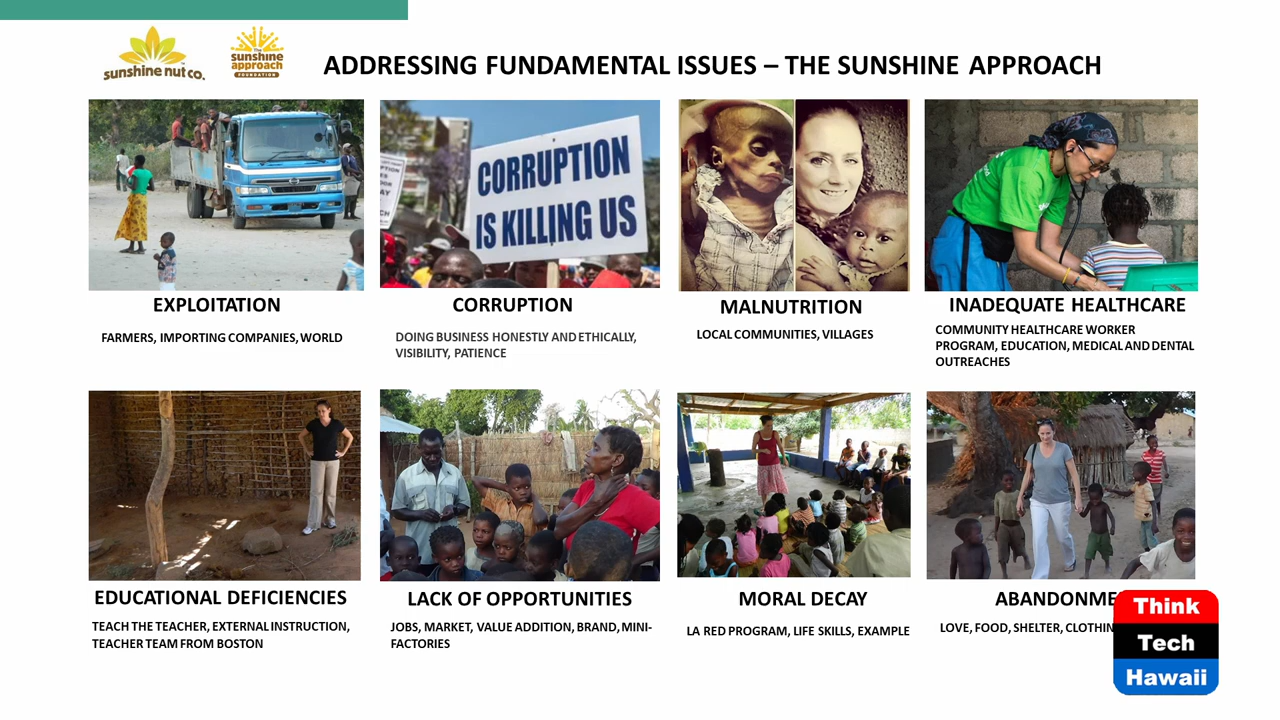 sunshine nut co.
The
sunshine
approach
FOUNDATION
ADDRESSING FUNDAMENTAL ISSUES – THE SUNSHINE APPROACH
CORRUPTION
IS KILLING US
EXPLOITATION
FARMERS, IMPORTING COMPANIES, WORLD
CORRUPTION
DOING BUSINESS HONESTLY AND ETHICALLY,
VISIBILITY, PATIENCE
MALNUTRITION
LOCAL COMMUNITIES, VILLAGES
INADEQUATE HEALTHCARE
COMMUNITY HEALTHCARE WORKER
PROGRAM, EDUCATION, MEDICAL AND DENTAL
OUTREACHES
EDUCATIONAL DEFICIENCIES
TEACH THE TEACHER, EXTERNAL INSTRUCTION,
TEACHER TEAM FROM BOSTON
LACK OF OPPORTUNITIES
JOBS, MARKET, VALUE ADDITION, BRAND, MINI-
FACTORIES
MORAL DECAY
LA RED PROGRAM, LIFE SKILLS, EXAMPLE
ABANDONME
LOVE, FOOD, SHELTER, CLOTHIN
Think
Tech
Hawaii